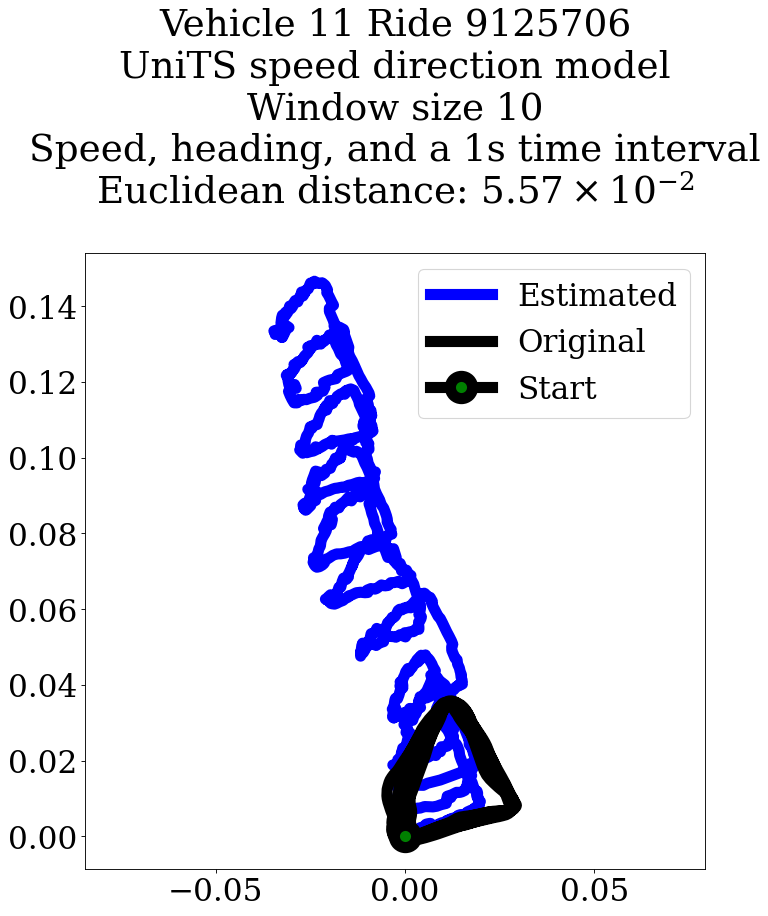 Vehicle 11 Ride 9125706
UniTS speed direction model
Window size 10
Speed, heading, and a 1s time interval
Euclidean distance: 5.57 × 10⁻²
Estimated
Original
Start
0.14
0.12
0.10
0.08
0.06
0.04
0.02
0.00
−0.05 0.00 0.05